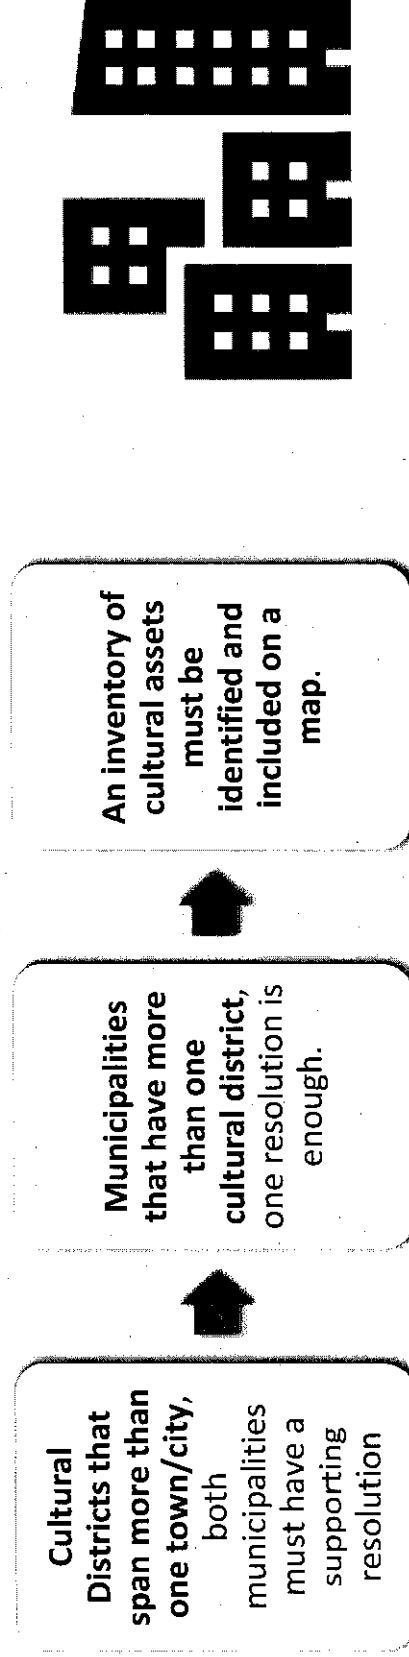 Cultural
Districts that
span more than
one town/city,
both
municipalities
must have a
supporting
resolution
Municipalities
that have more
than one
cultural district,
one resolution is
enough.
An inventory of
cultural assets
must be
identified and
included on a
map.